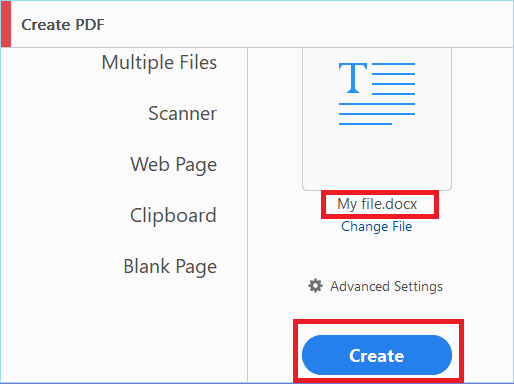 Create PDF
Multiple Files
Scanner
Web Page
Clipboard
Blank Page
T
My file.docx
Change File
Advanced Settings
Create